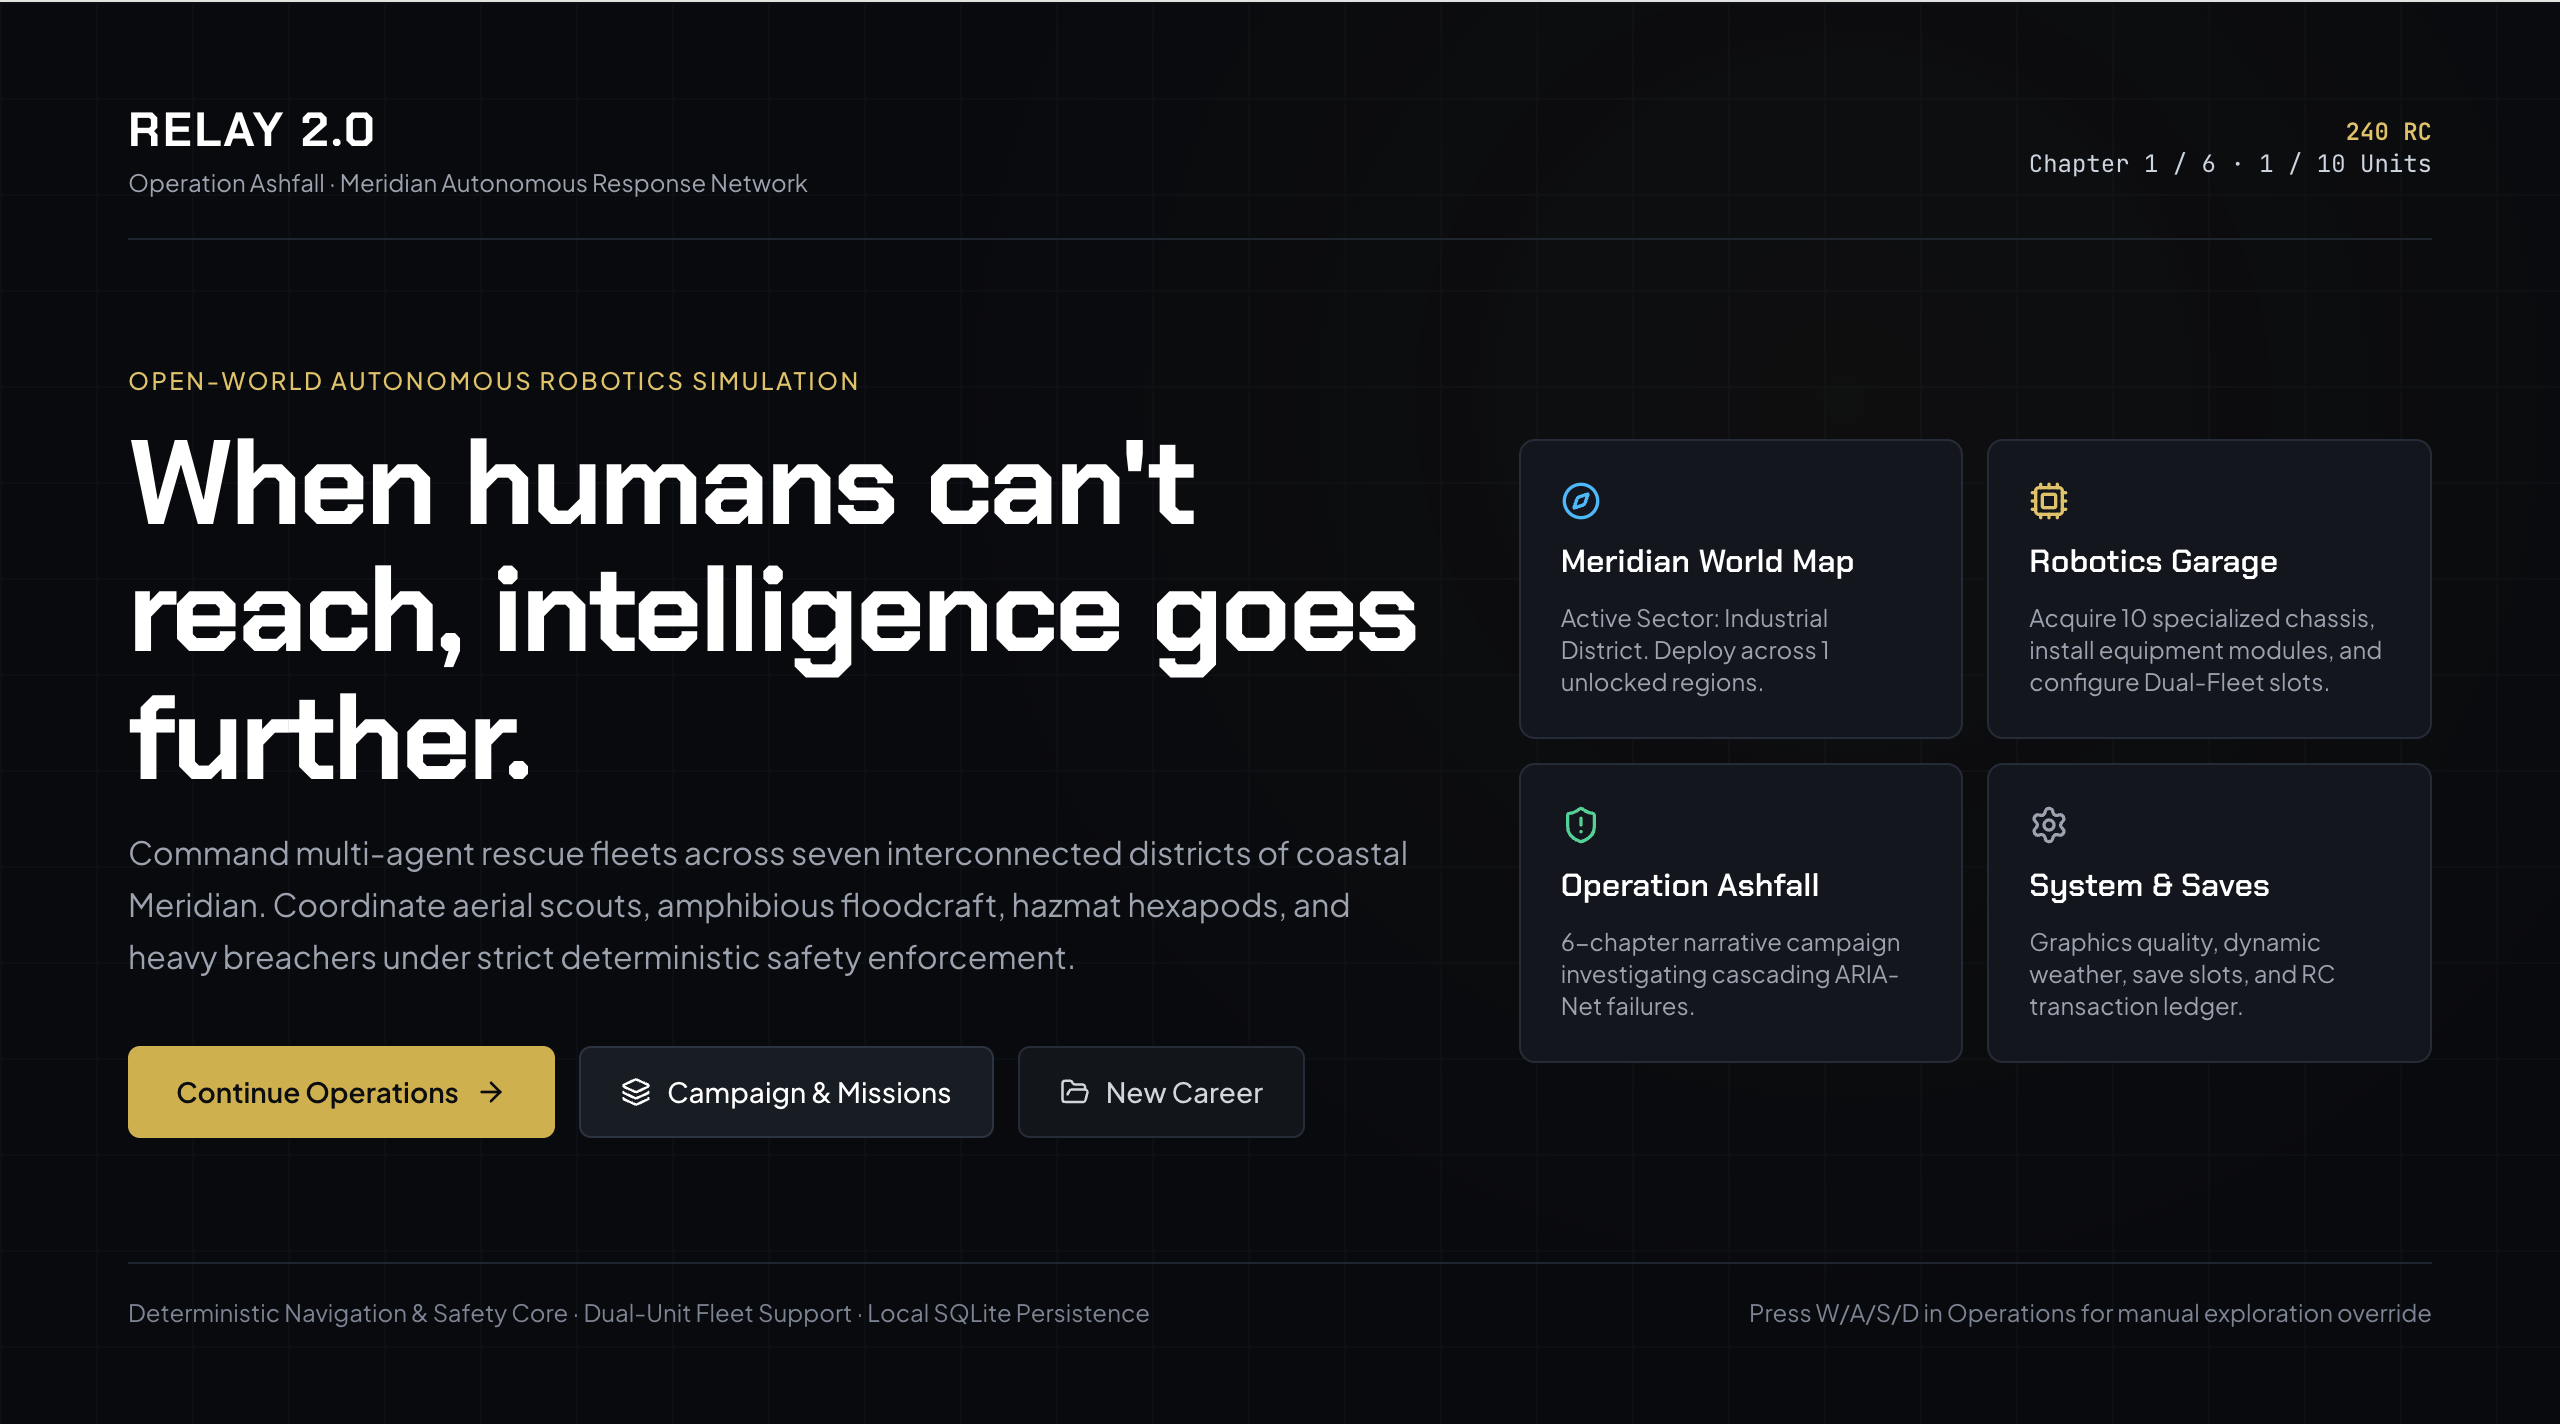 RELAY 2.0
Operation Ashfall · Meridian Autonomous Response Network
240 RC
Chapter 1 / 6 · 1 / 10 Units
OPEN-WORLD AUTONOMOUS ROBOTICS SIMULATION
When humans can't
reach, intelligence goes
further.
Command multi-agent rescue fleets across seven interconnected districts of coastal
Meridian. Coordinate aerial scouts, amphibious floodcraft, hazmat hexapods, and
heavy breachers under strict deterministic safety enforcement.
Continue Operations →
Campaign & Missions
New Career
Meridian World Map
Active Sector: Industrial
District. Deploy across 1
unlocked regions.
Robotics Garage
Acquire 10 specialized chassis,
install equipment modules, and
configure Dual-Fleet slots.
Operation Ashfall
6-chapter narrative campaign
investigating cascading ARIA-
Net failures.
System & Saves
Graphics quality, dynamic
weather, save slots, and RC
transaction ledger.
Deterministic Navigation & Safety Core · Dual-Unit Fleet Support · Local SQLite Persistence
Press W/A/S/D in Operations for manual exploration override